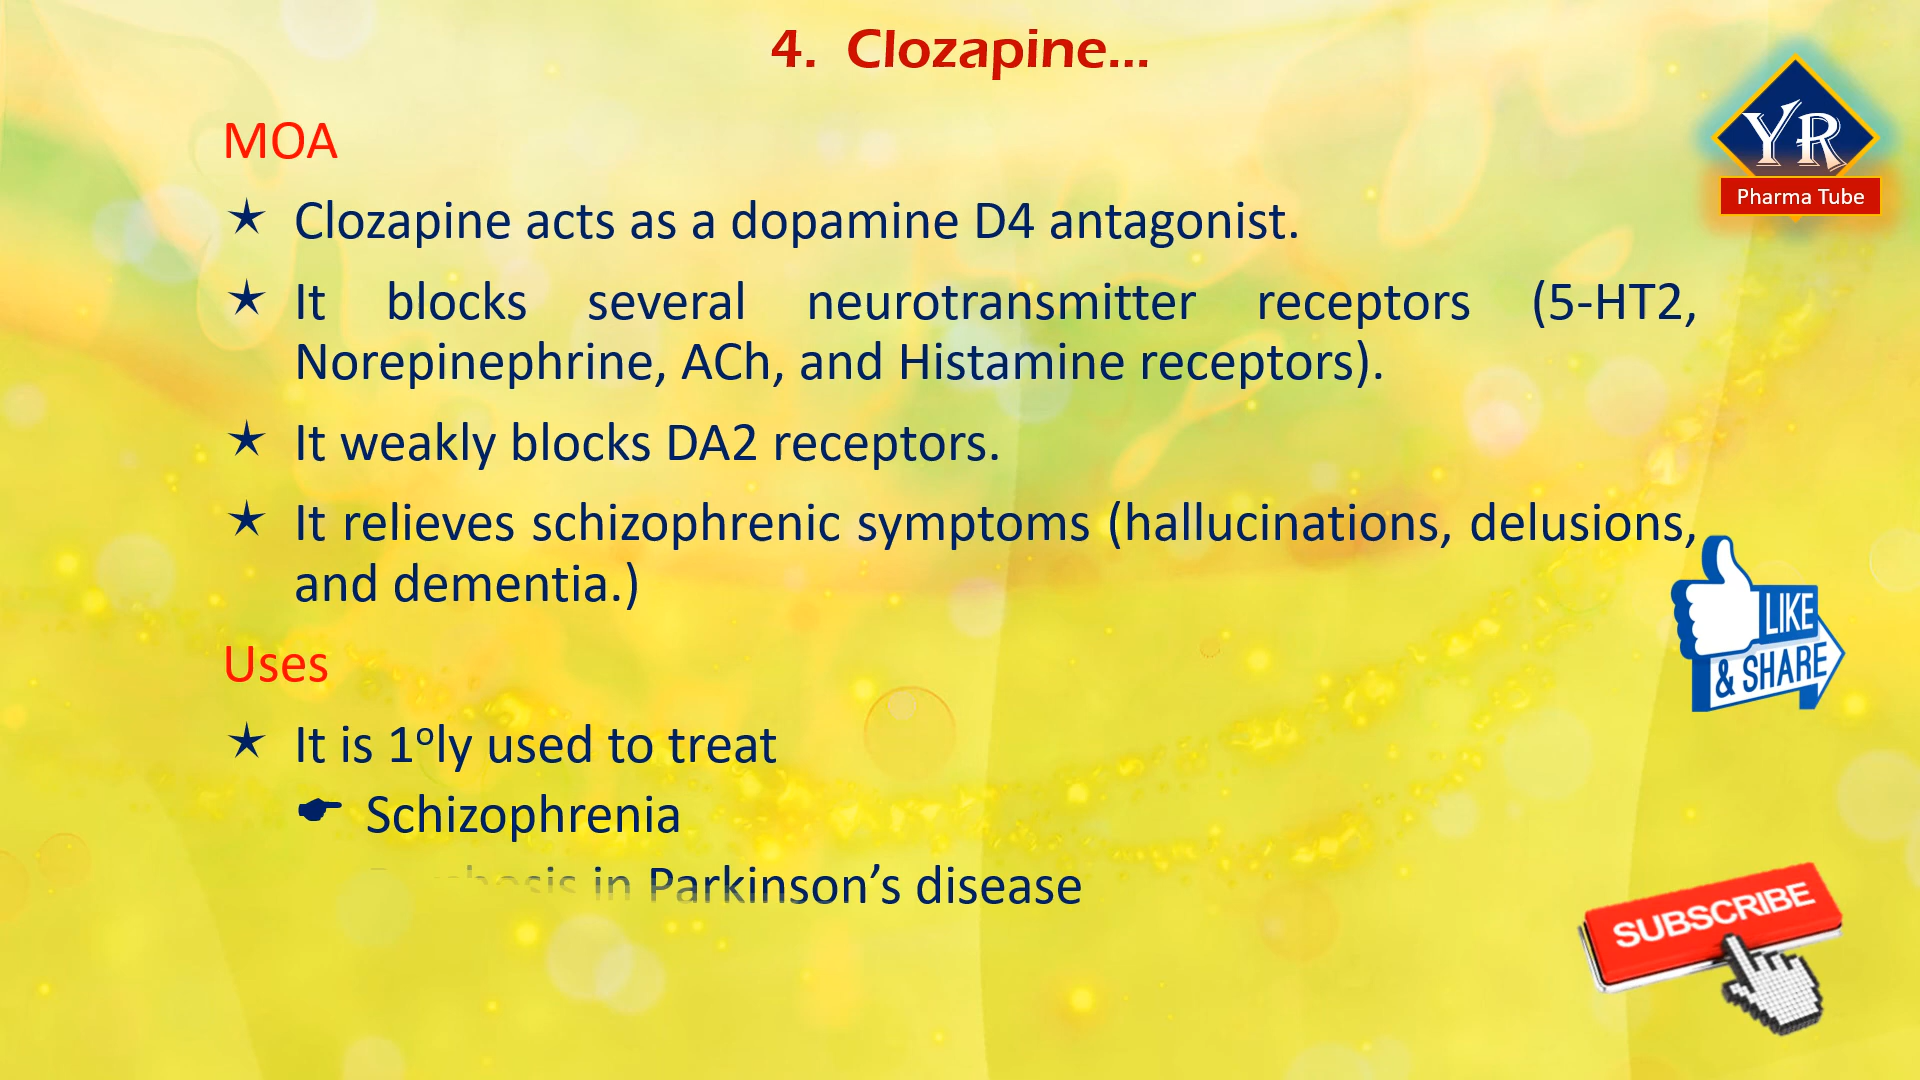 4. Clozapine...
YR
Pharma Tube
MOA
★ Clozapine acts as a dopamine D4 antagonist.
★ It blocks several neurotransmitter receptors (5-HT2,
Norepinephrine, ACh, and Histamine receptors).
★ It weakly blocks DA2 receptors.
★ It relieves schizophrenic symptoms (hallucinations, delusions,
and dementia.)
LIKE
& SHARE
Uses
★ It is 1ºly used to treat
☛ Schizophrenia
in Parkinson’s disease
SUBSCRIBE